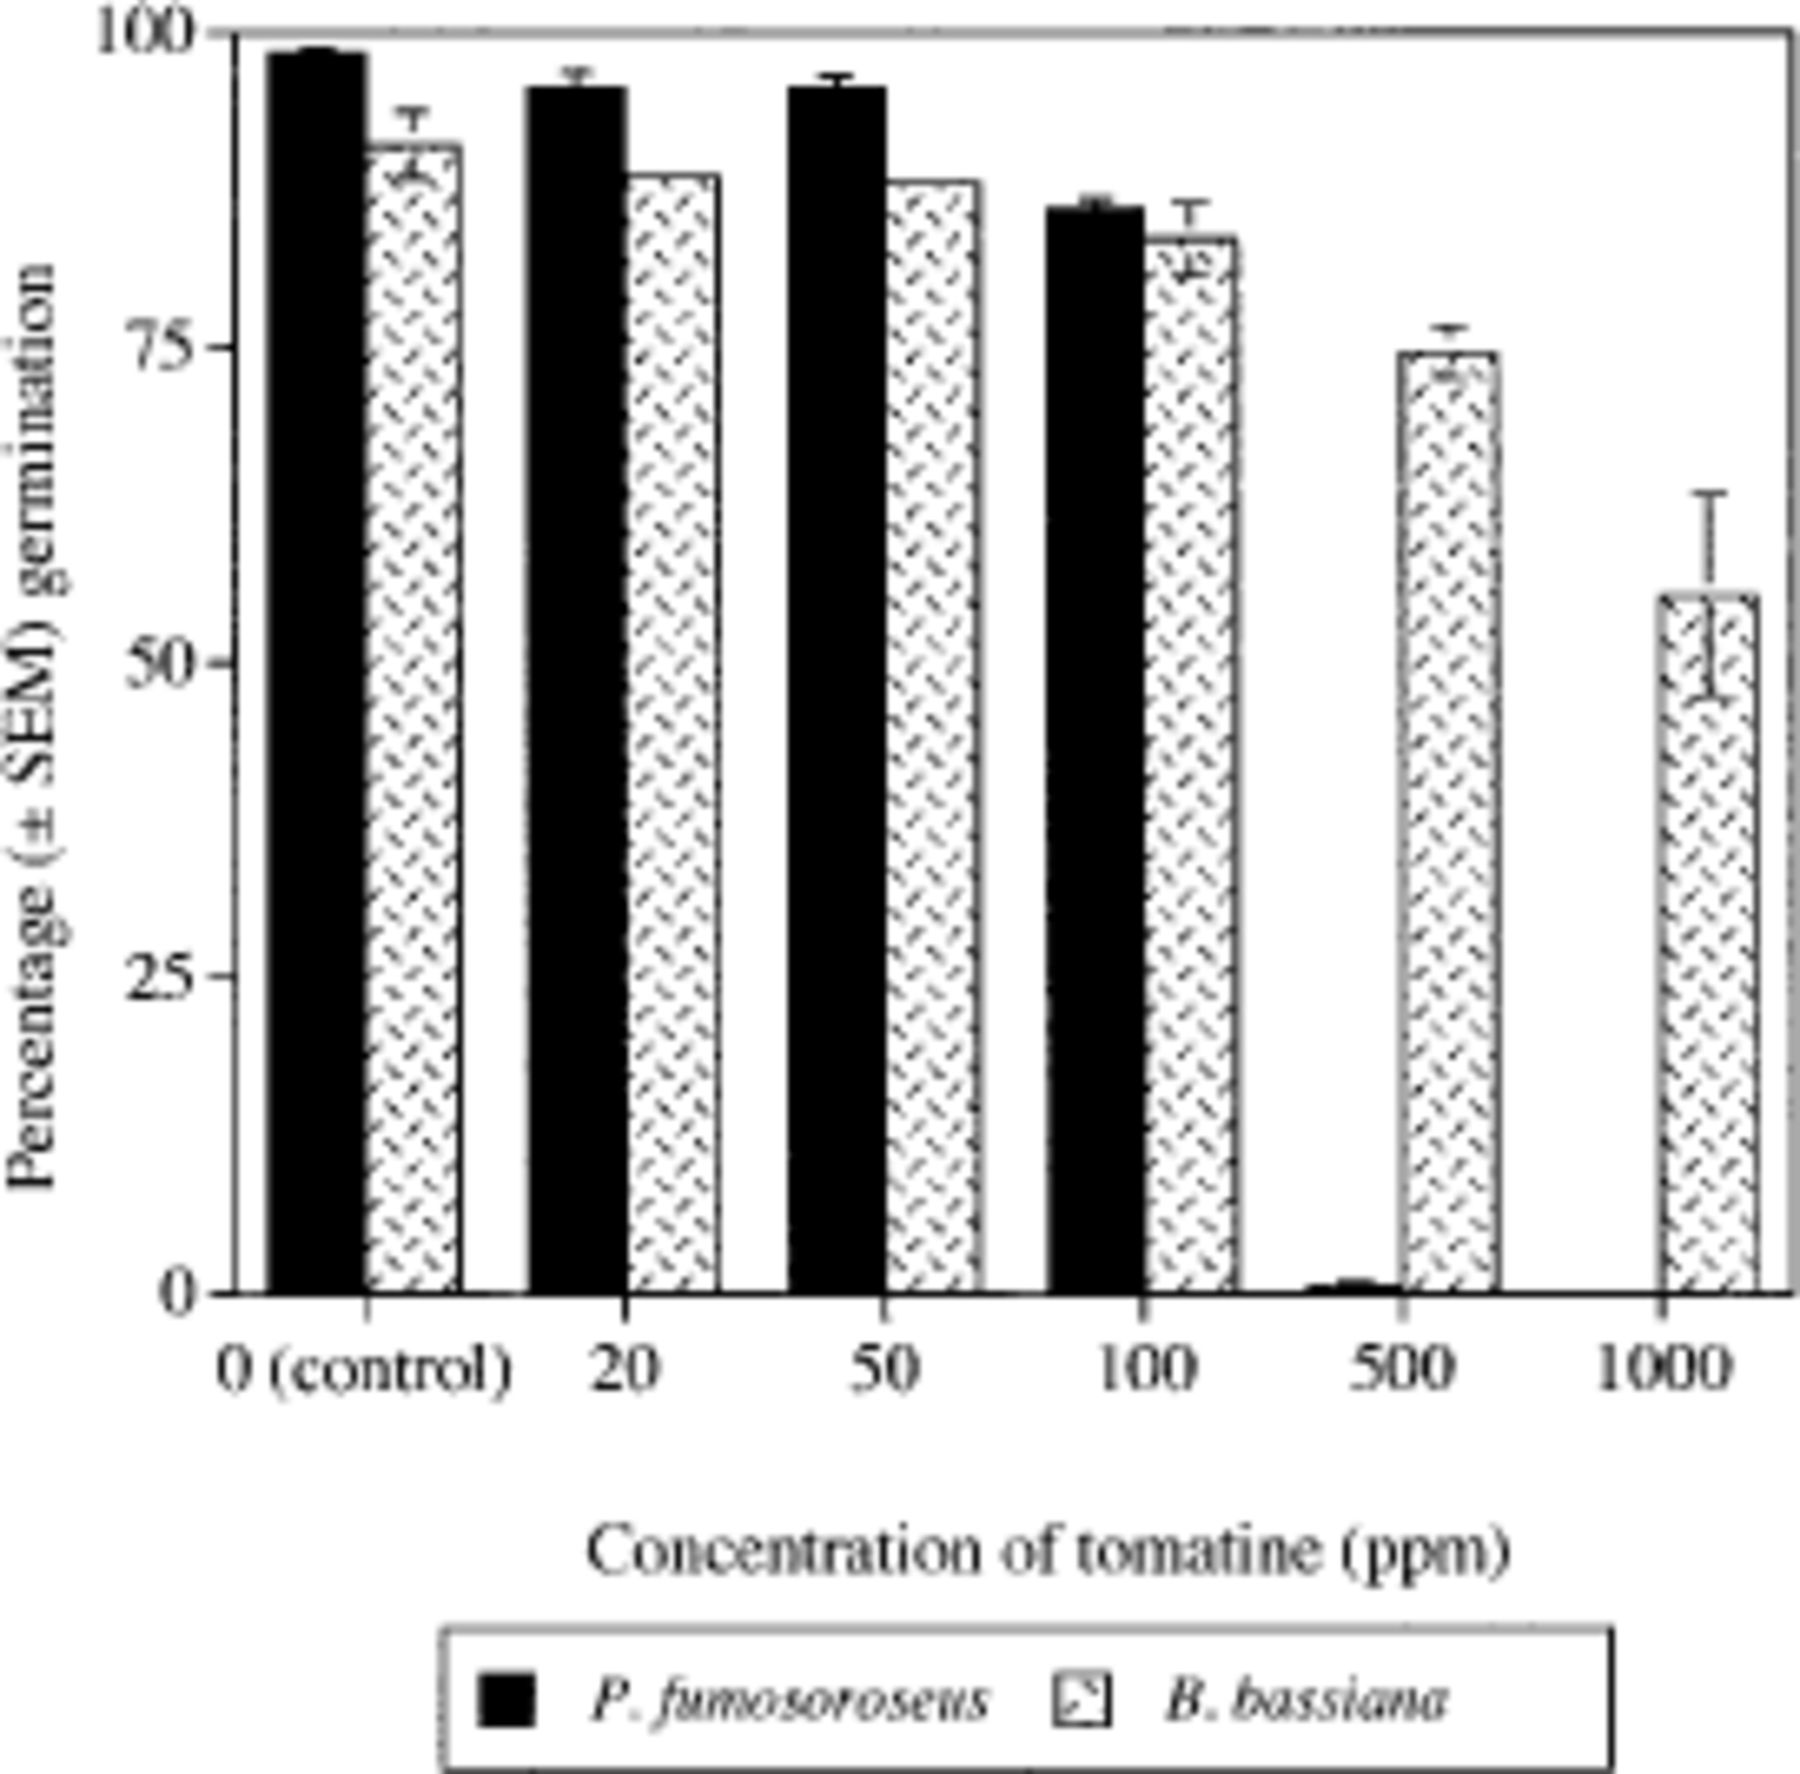 Percentage (± SEM) germination
100
75
50
25
0
0 (control) 20 50 100 500 1000
Concentration of tomatine (ppm)
P. fumosoroseus B. bassiana